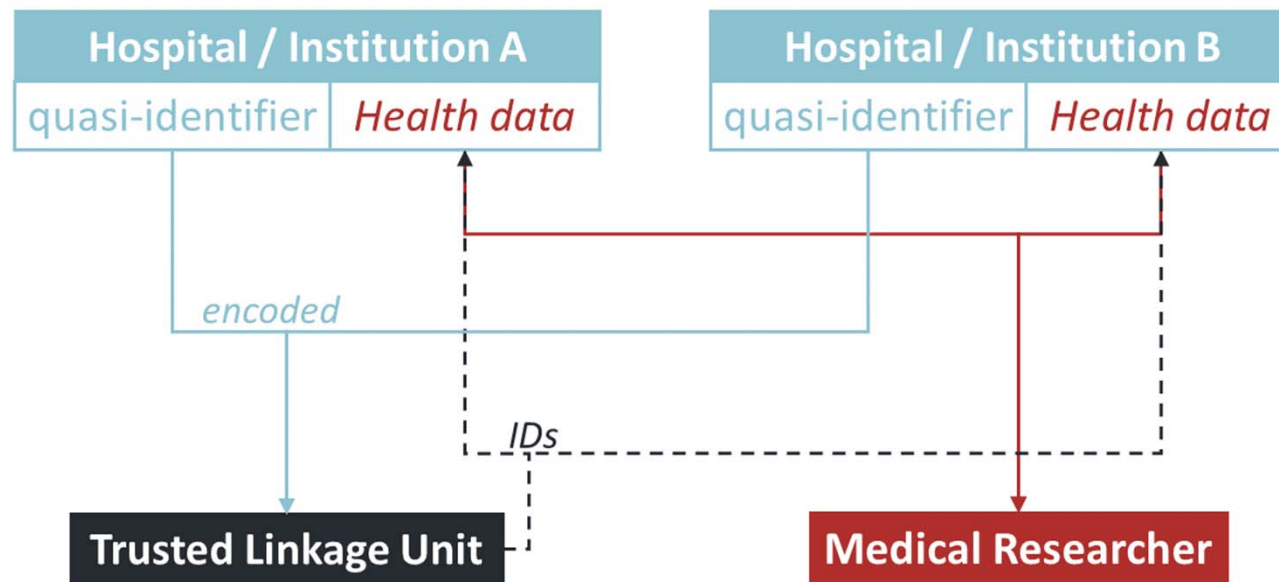 Hospital / Institution A
quasi-identifier
Health data
Hospital / Institution B
quasi-identifier
Health data
encoded
IDs
Trusted Linkage Unit
Medical Researcher